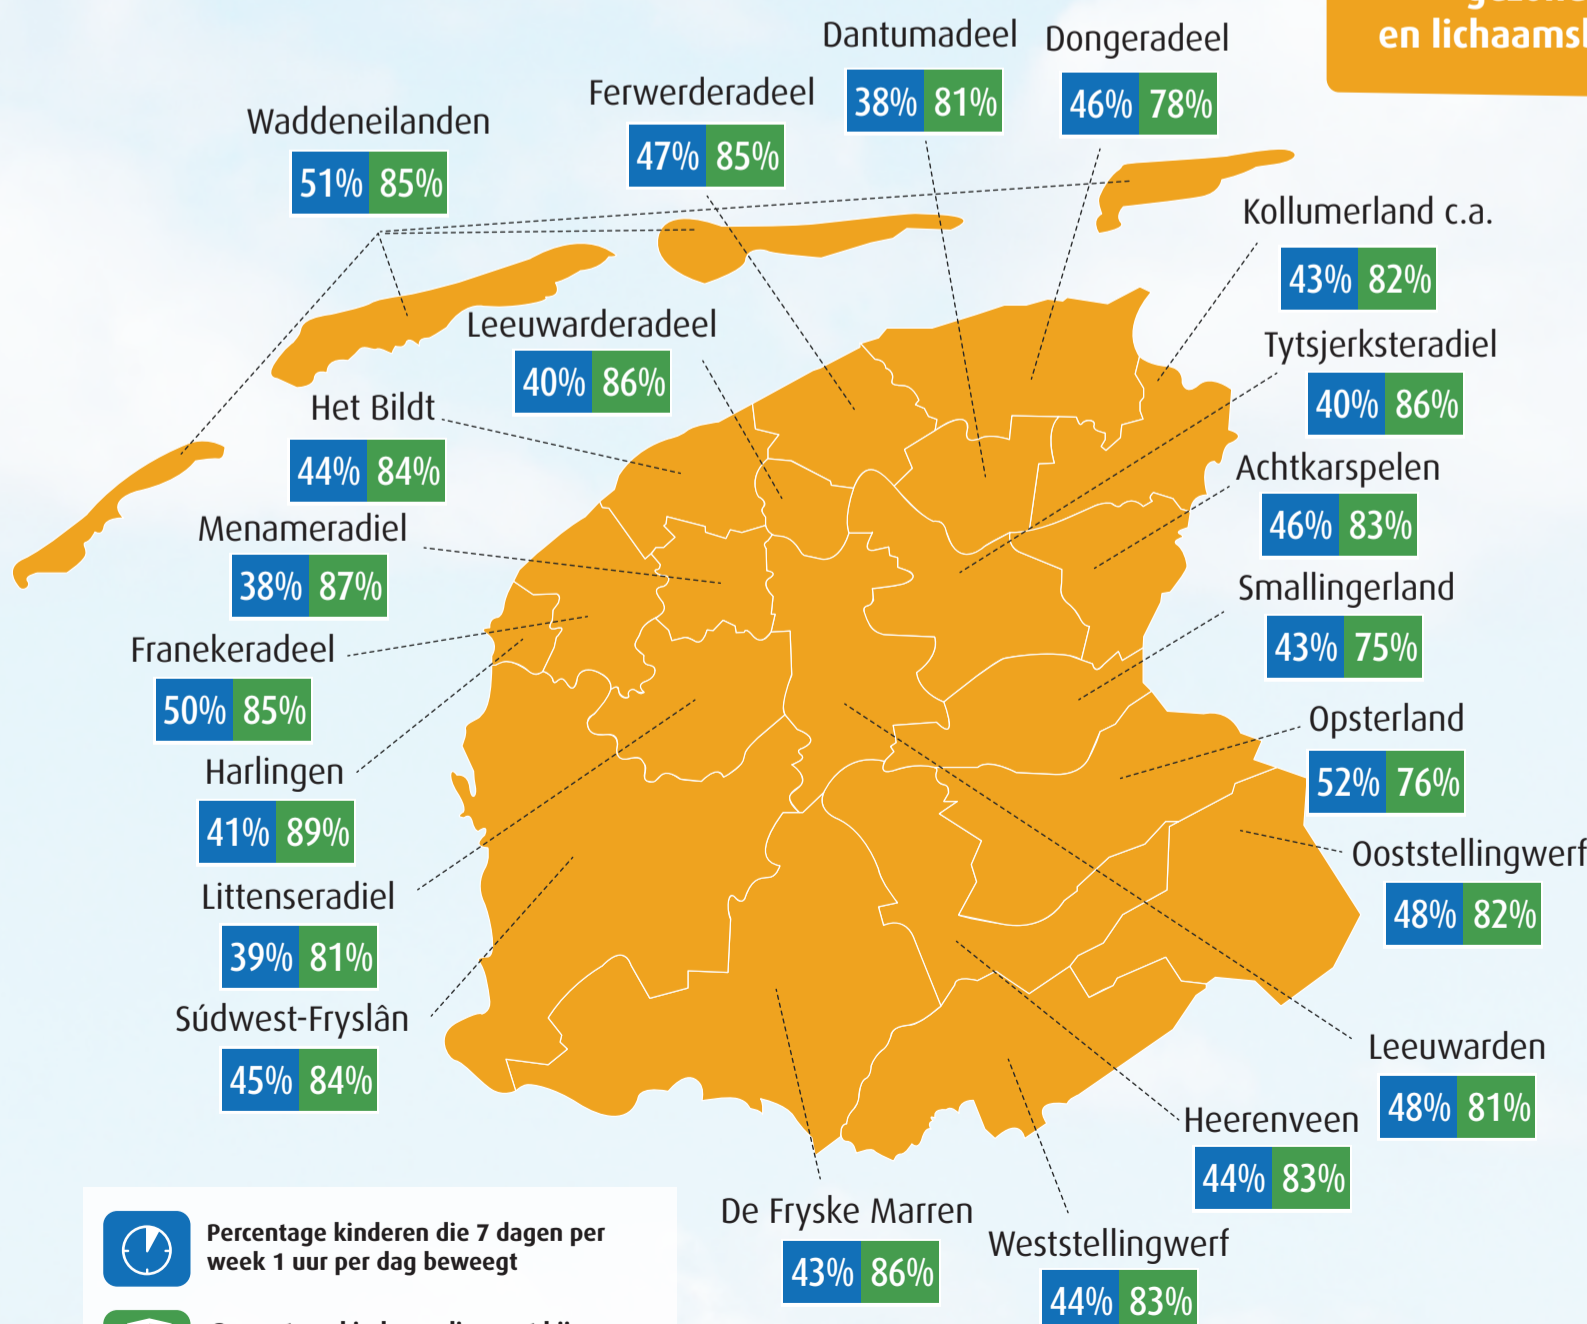 en
Dantumadeel
38% 81%
Dongeradeel
46% 78%
Ferwerderadeel
47% 85%
Waddeneilanden
51% 85%
Kollumerland c.a.
43% 82%
Leeuwarderadeel
40% 86%
Tytsjerksteradiel
40% 86%
Het Bildt
44% 84%
Achtkarspelen
46% 83%
Menameradiel
38% 87%
Smallingerland
43% 75%
Franekeradeel
50% 85%
Opsterland
52% 76%
Harlingen
41% 89%
Ooststellingwerf
48% 82%
Littenseradiel
39% 81%
Súdwest-Fryslân
45% 84%
Leeuwarden
48% 81%
Heerenveen
44% 83%
De Fryske Marren
43% 86%
Weststellingwerf
44% 83%
Percentage kinderen die 7 dagen per
week 1 uur per dag beweegt